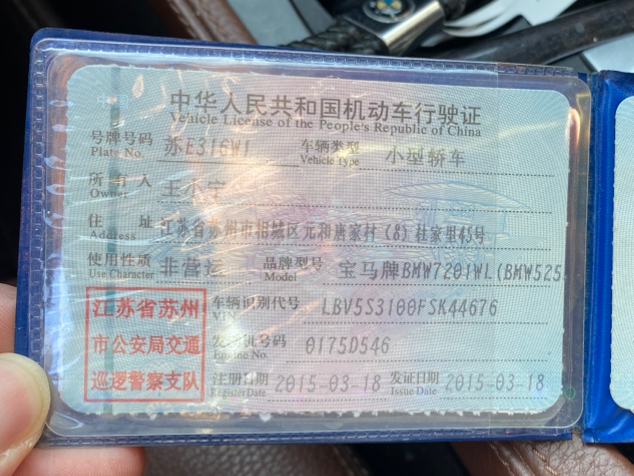 中华人民共和国机动车行驶证
Vehicle License of the People's Republic of China
号牌号码 苏E316W1 车辆类型 小型轿车
Plate No. Vehicle Type
所有人 王小宁
Owner
住址 江苏省苏州市相城区元和唐家村(8)杜家里43号
Address
使用性质 非营运 品牌型号 宝马牌BMW7201WL(BMW525
Use Character Model
江苏省苏州 车辆识别代号 LBV5S3100FSK44676
VIN
市公安局交通 发动机号码 0175D546
Engine No.
巡逻警察支队 注册日期 2015-03-18 发证日期 2015-03-18
Register Date Issue Date